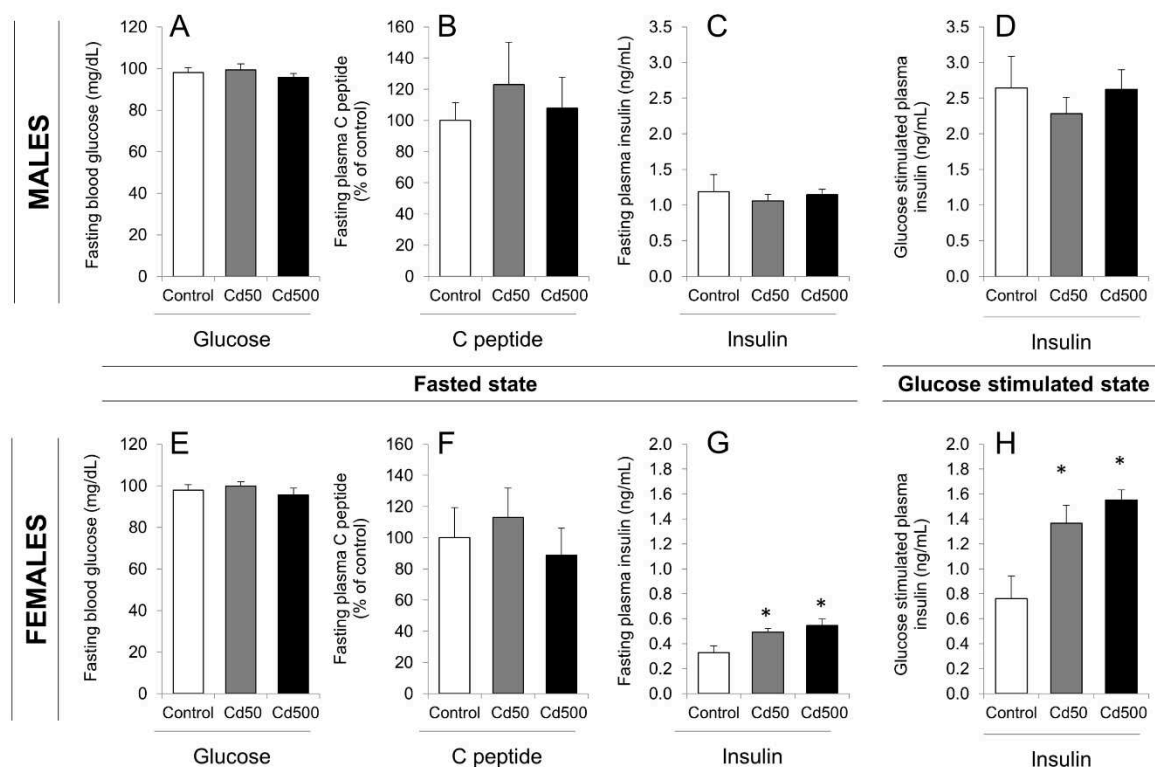 MALES
A
Fasting blood glucose (mg/dL)
120
100
80
60
40
20
0
Control Cd50 Cd500
Glucose
B
Fasting plasma C peptide
(% of control)
160
140
120
100
80
60
40
20
0
Control Cd50 Cd500
C peptide
C
Fasting plasma insulin (ng/mL)
3.5
3.0
2.5
2.0
1.5
1.0
0.5
0.0
Control Cd50 Cd500
Insulin
D
Glucose stimulated plasma
insulin (ng/mL)
3.5
3.0
2.5
2.0
1.5
1.0
0.5
0.0
Control Cd50 Cd500
Insulin
Fasted state
Glucose stimulated state
FEMALES
E
Fasting blood glucose (mg/dL)
120
100
80
60
40
20
0
Control Cd50 Cd500
Glucose
F
Fasting plasma C peptide
(% of control)
160
140
120
100
80
60
40
20
0
Control Cd50 Cd500
C peptide
G
Fasting plasma insulin (ng/mL)
2.0
1.8
1.6
1.4
1.2
1.0
0.8
0.6
0.4
0.2
0.0
* *
Control Cd50 Cd500
Insulin
H
Glucose stimulated plasma
insulin (ng/mL)
2.0
1.8
1.6
1.4
1.2
1.0
0.8
0.6
0.4
0.2
0.0
* *
Control Cd50 Cd500
Insulin